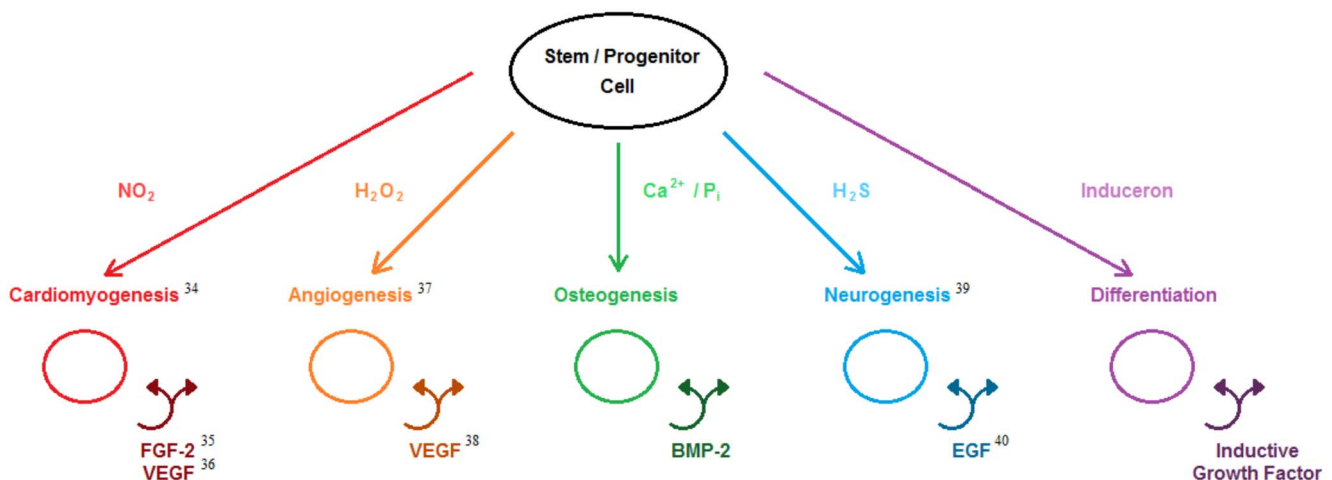 Stem / Progenitor
Cell
NO₂
H₂O₂
Ca²⁺ / Pᵢ
H₂S
Induceron
Cardiomyogenesis ³⁴
Angiogenesis ³⁷
Osteogenesis
Neurogenesis ³⁹
Differentiation
FGF-2 ³⁵
VEGF ³⁶
VEGF ³⁸
BMP-2
EGF ⁴⁰
Inductive
Growth Factor